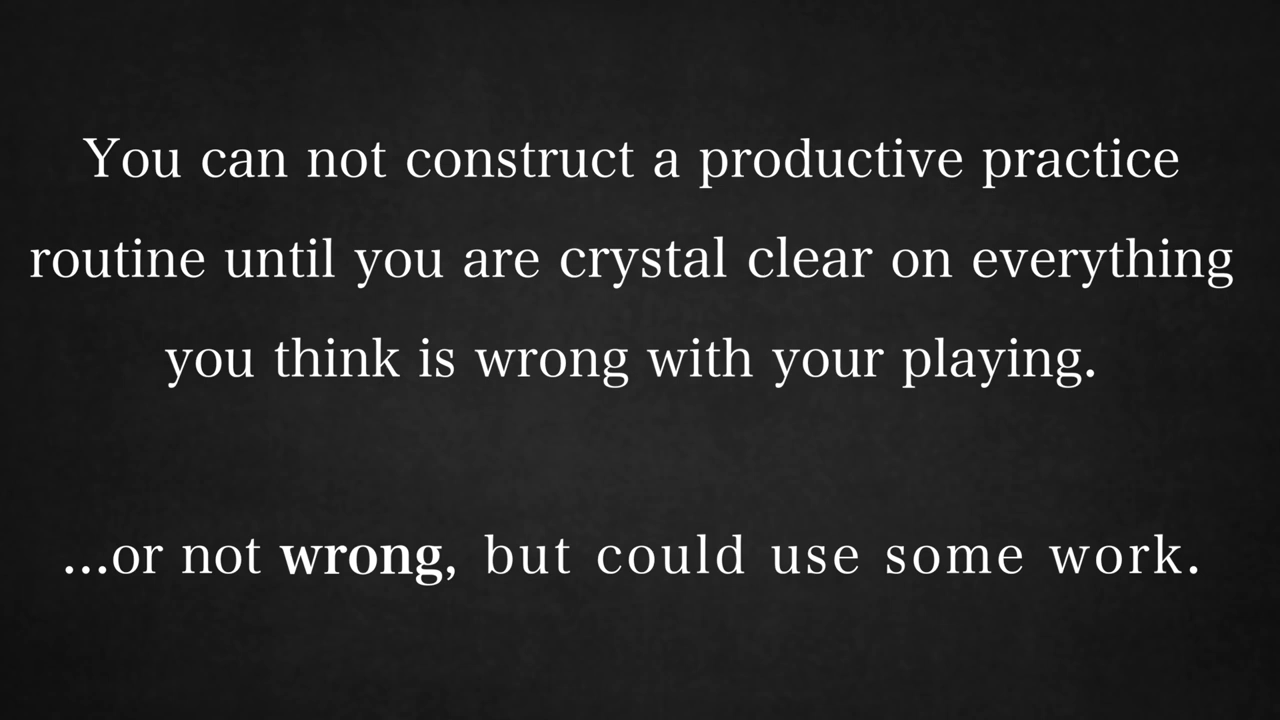 You can not construct a productive practice
routine until you are crystal clear on everything
you think is wrong with your playing.
...or not wrong, but could use some work.